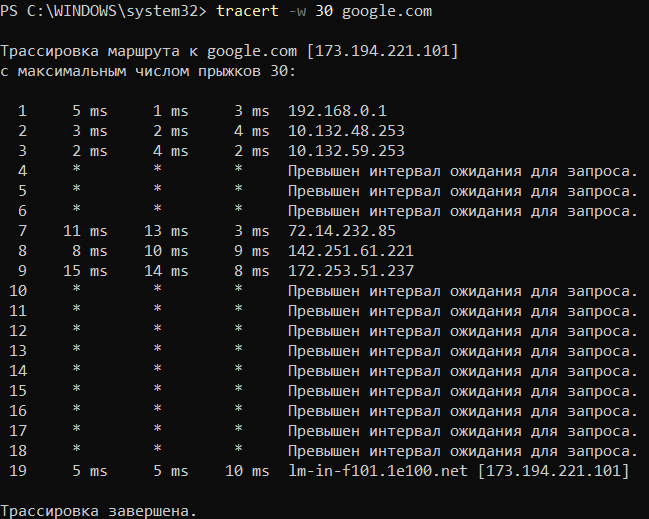 PS C:\WINDOWS\system32> tracert -w 30 google.com
Трассировка маршрута к google.com [173.194.221.101]
с максимальным числом прыжков 30:
1 5 ms 1 ms 3 ms 192.168.0.1
2 3 ms 2 ms 4 ms 10.132.48.253
3 2 ms 4 ms 2 ms 10.132.59.253
4 * * * Превышен интервал ожидания для запроса.
5 * * * Превышен интервал ожидания для запроса.
6 * * * Превышен интервал ожидания для запроса.
7 11 ms 13 ms 3 ms 72.14.232.85
8 8 ms 10 ms 9 ms 142.251.61.221
9 15 ms 14 ms 8 ms 172.253.51.237
10 * * * Превышен интервал ожидания для запроса.
11 * * * Превышен интервал ожидания для запроса.
12 * * * Превышен интервал ожидания для запроса.
13 * * * Превышен интервал ожидания для запроса.
14 * * * Превышен интервал ожидания для запроса.
15 * * * Превышен интервал ожидания для запроса.
16 * * * Превышен интервал ожидания для запроса.
17 * * * Превышен интервал ожидания для запроса.
18 * * * Превышен интервал ожидания для запроса.
19 5 ms 5 ms 10 ms lm-in-f101.1e100.net [173.194.221.101]
Трассировка завершена.